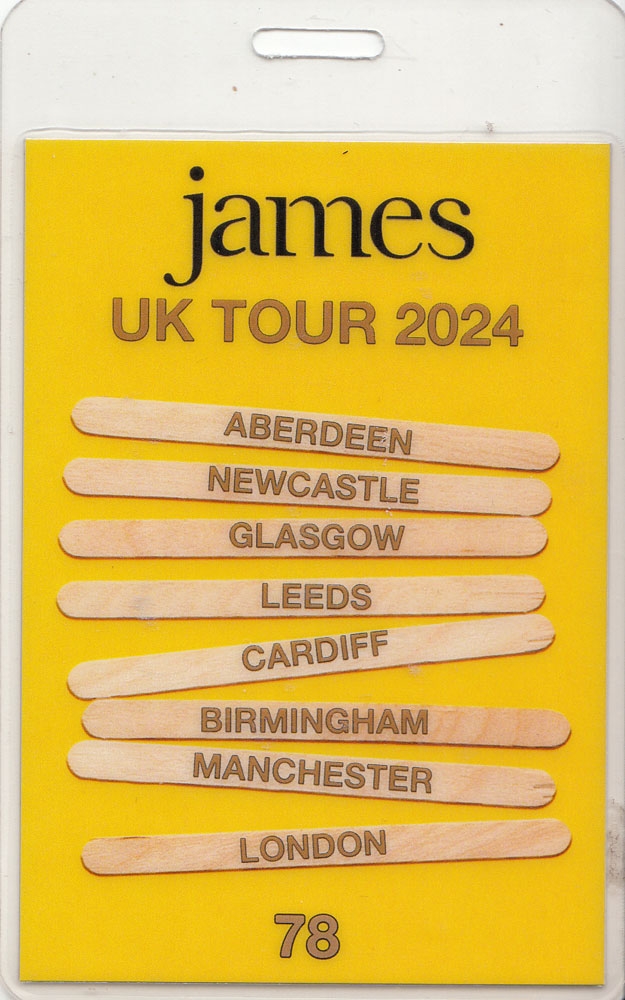 james
UK TOUR 2024
ABERDEEN
NEWCASTLE
GLASGOW
LEEDS
CARDIFF
BIRMINGHAM
MANCHESTER
LONDON
78